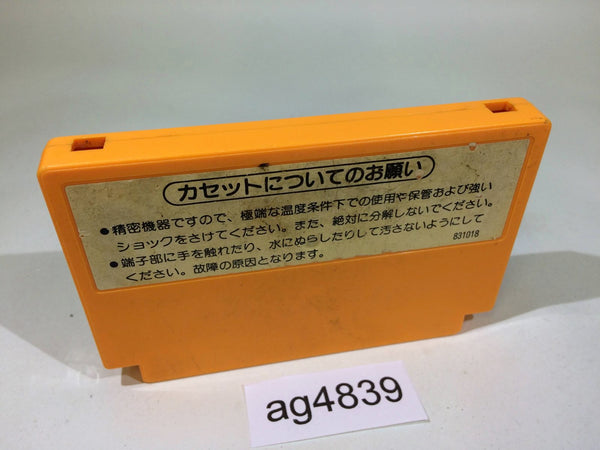 カセットについてのお願い
●精密機器ですので、極端な温度条件下での使用や保管および強い
ショックをさけてください。また、絶対に分解しないでください。
●端子部に手を触れたり、水にぬらしたりして汚さないようにして
ください。故障の原因となります。
831018
ag4839